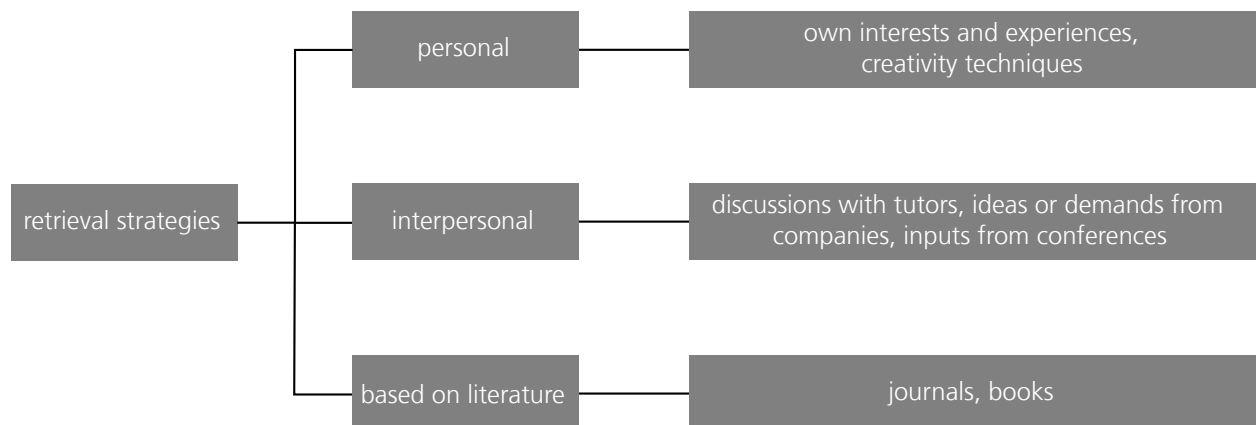 personal
own interests and experiences,
creativity techniques
retrieval strategies
interpersonal
discussions with tutors, ideas or demands from
companies, inputs from conferences
based on literature
journals, books